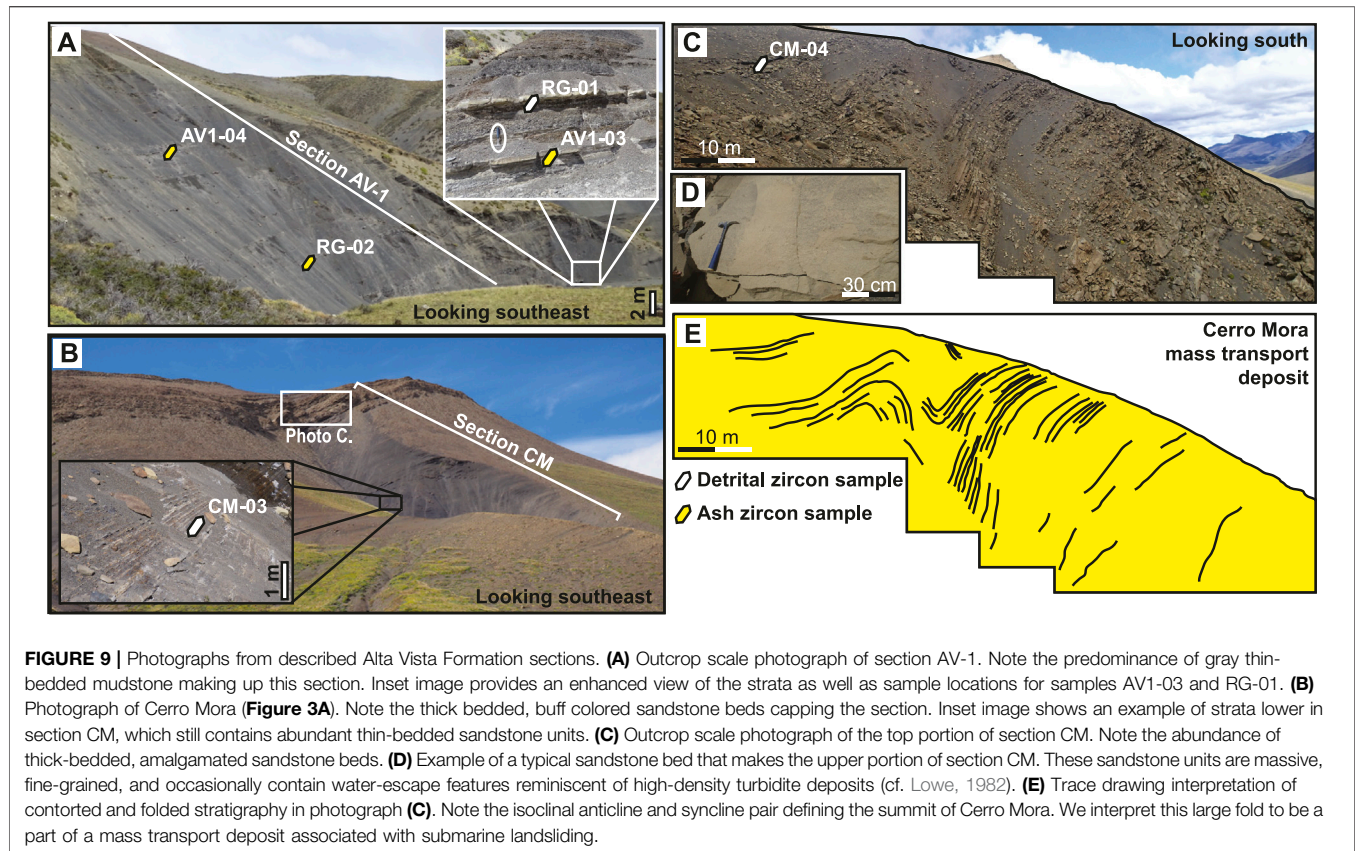 A
AV1-04
Section AV-1
RG-01
AV1-03
RG-02
2 m
Looking southeast
B
Photo C.
Section CM
CM-03
1 m
Looking southeast
C
CM-04
Looking south
10 m
D
30 cm
E
Cerro Mora
mass transport
deposit
10 m
Detrital zircon sample
Ash zircon sample
FIGURE 9 | Photographs from described Alta Vista Formation sections. (A) Outcrop scale photograph of section AV-1. Note the predominance of gray thin-
bedded mudstone making up this section. Inset image provides an enhanced view of the strata as well as sample locations for samples AV1-03 and RG-01. (B)
Photograph of Cerro Mora (Figure 3A). Note the thick bedded, buff colored sandstone beds capping the section. Inset image shows an example of strata lower in
section CM, which still contains abundant thin-bedded sandstone units. (C) Outcrop scale photograph of the top portion of section CM. Note the abundance of
thick-bedded, amalgamated sandstone beds. (D) Example of a typical sandstone bed that makes the upper portion of section CM. These sandstone units are massive,
fine-grained, and occasionally contain water-escape features reminiscent of high-density turbidite deposits (cf. Lowe, 1982). (E) Trace drawing interpretation of
contorted and folded stratigraphy in photograph (C). Note the isoclinal anticline and syncline pair defining the summit of Cerro Mora. We interpret this large fold to be a
part of a mass transport deposit associated with submarine landsliding.